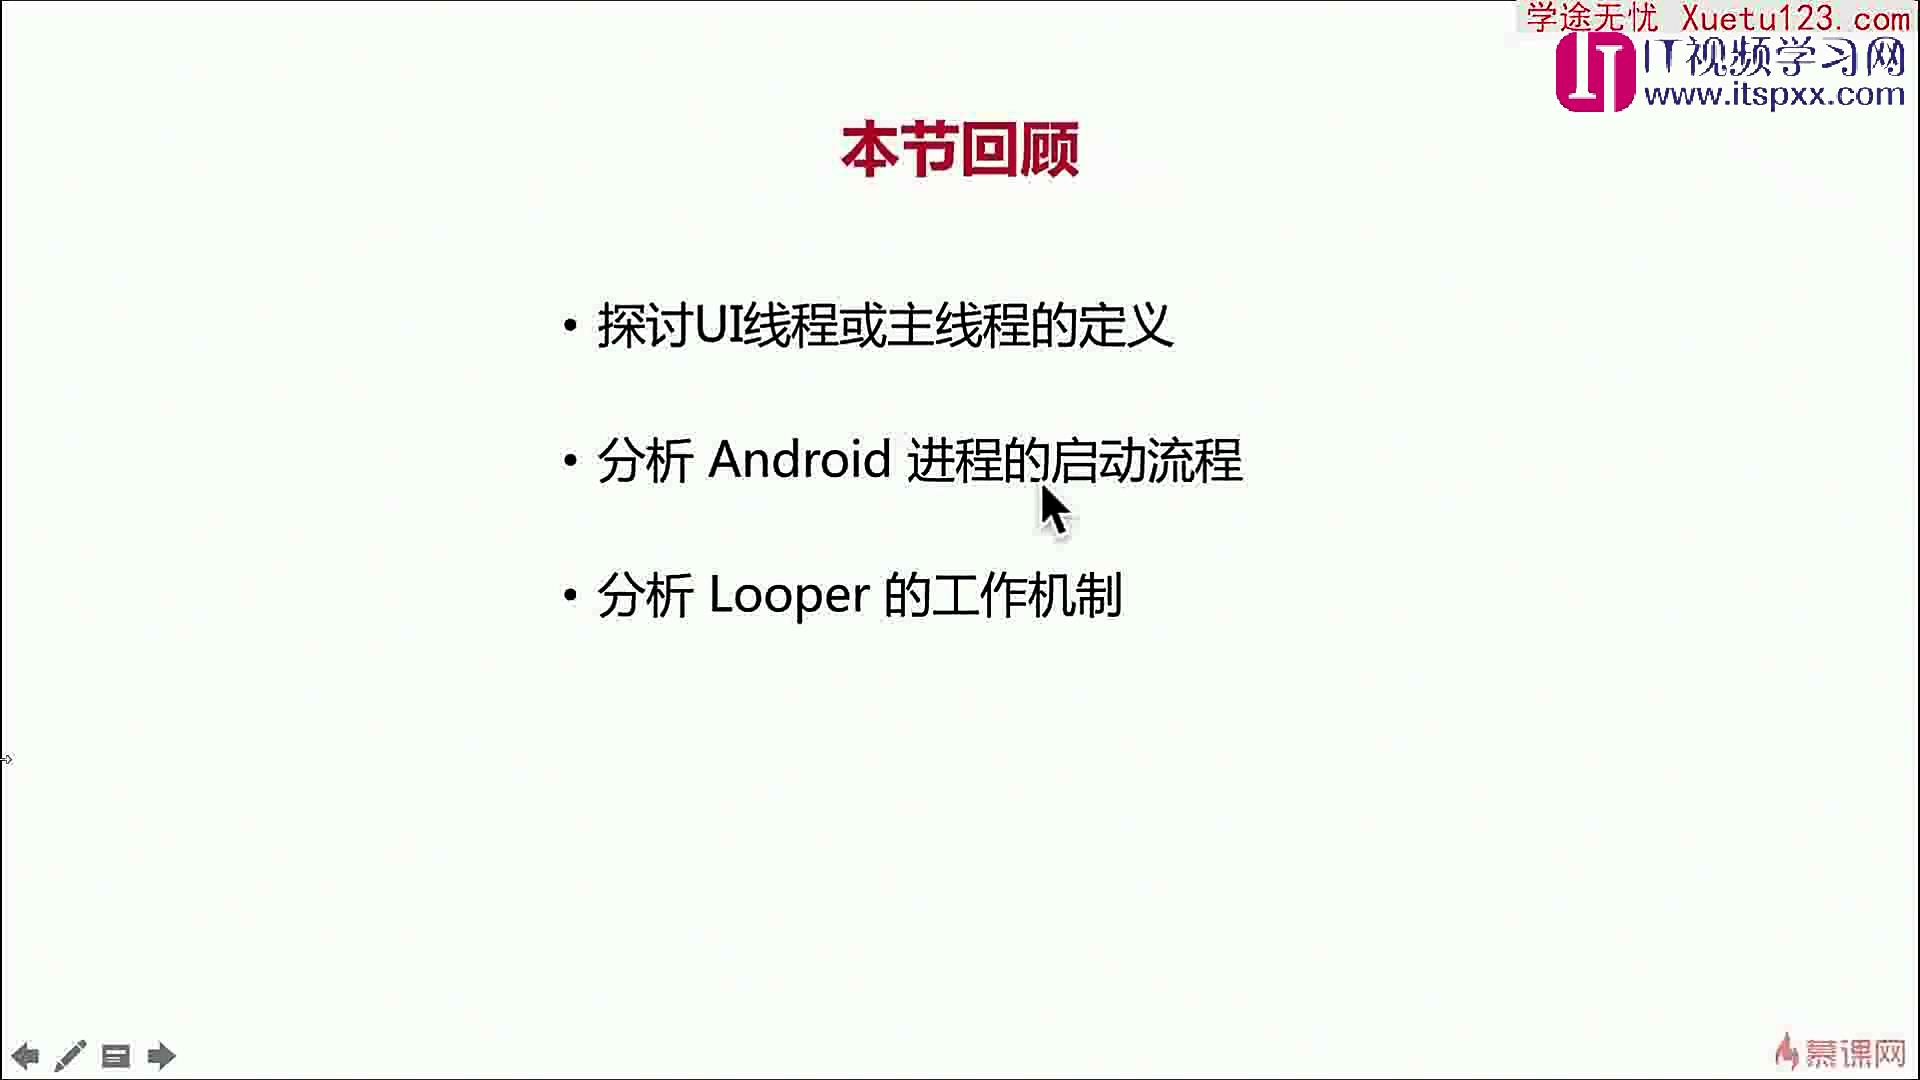 学途无忧 Xuetu123.com
IT视频学习网
www.itspxx.com
本节回顾
• 探讨UI线程或主线程的定义
• 分析 Android 进程的启动流程
• 分析 Looper 的工作机制
慕课网